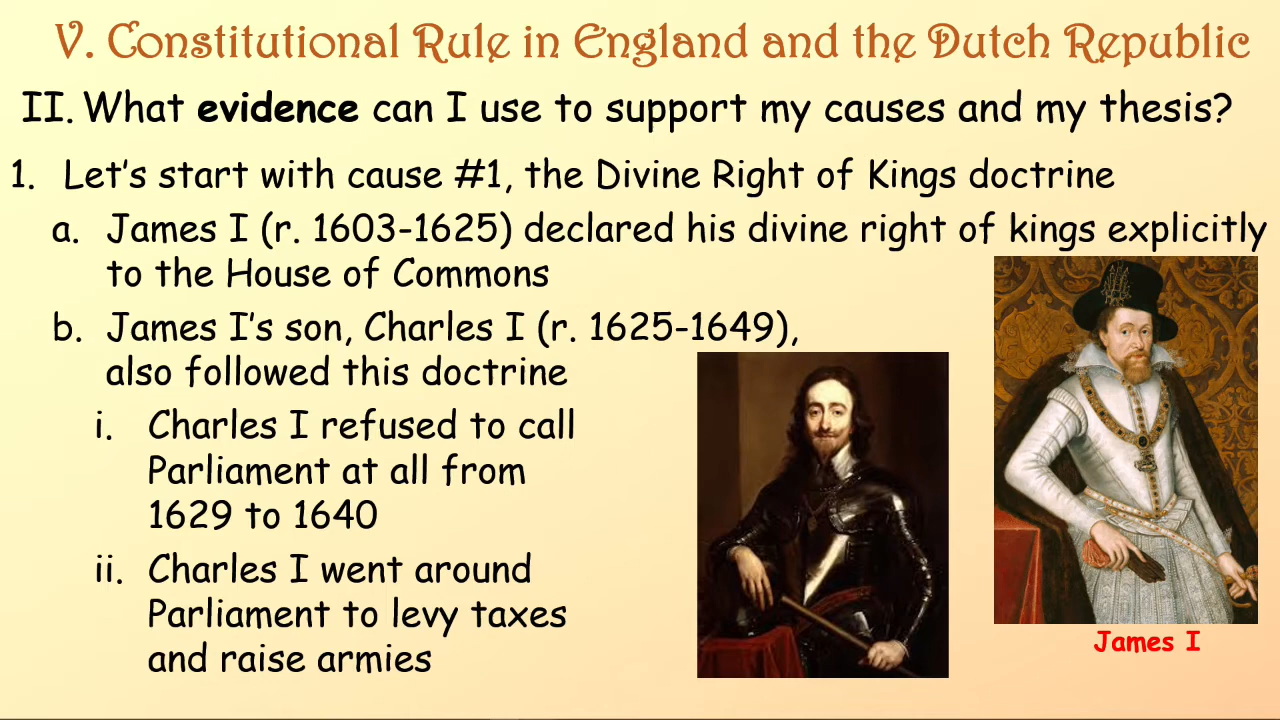 V. Constitutional Rule in England and the Dutch Republic
II. What evidence can I use to support my causes and my thesis?
1. Let’s start with cause #1, the Divine Right of Kings doctrine
a. James I (r. 1603-1625) declared his divine right of kings explicitly
to the House of Commons
b. James I’s son, Charles I (r. 1625-1649),
also followed this doctrine
i. Charles I refused to call
Parliament at all from
1629 to 1640
ii. Charles I went around
Parliament to levy taxes
and raise armies
James I